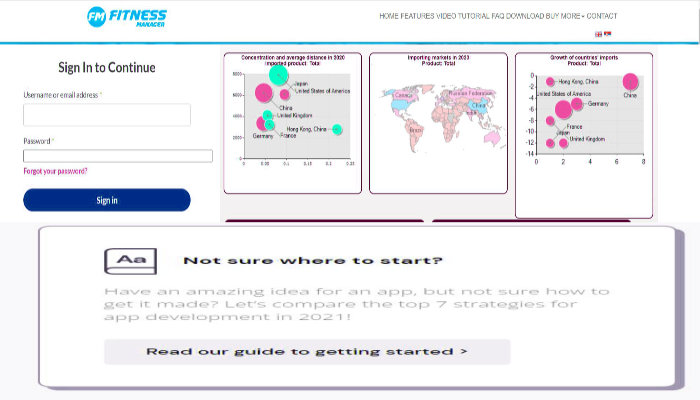 FM FITNESS
MANAGER
HOME FEATURES VIDEO TUTORIAL FAQ DOWNLOAD BUY MORE CONTACT
Sign In to Continue
Username or email address *
Password *
Forgot your password?
Sign in
Concentration and average distance in 2020
Imported product: Total
8000
6000
4000
2000
0
0 0.05 0.1 0.15 0.2 0.25
Japan
United States of America
China
United Kingdom
Hong Kong, China
Germany
France
Importing markets in 2020
Product: Total
Canada
Russian Federation
China
India
Brazil
Growth of countries' imports
Product: Total
0
-2
-4
-6
-8
-10
-12
-14
0 2 4 6 8
Hong Kong, China
China
United States of America
Germany
France
Japan
United Kingdom
Aa
Not sure where to start?
Have an amazing idea for an app, but not sure how to
get it made? Let's compare the top 7 strategies for
app development in 2021!
Read our guide to getting started >